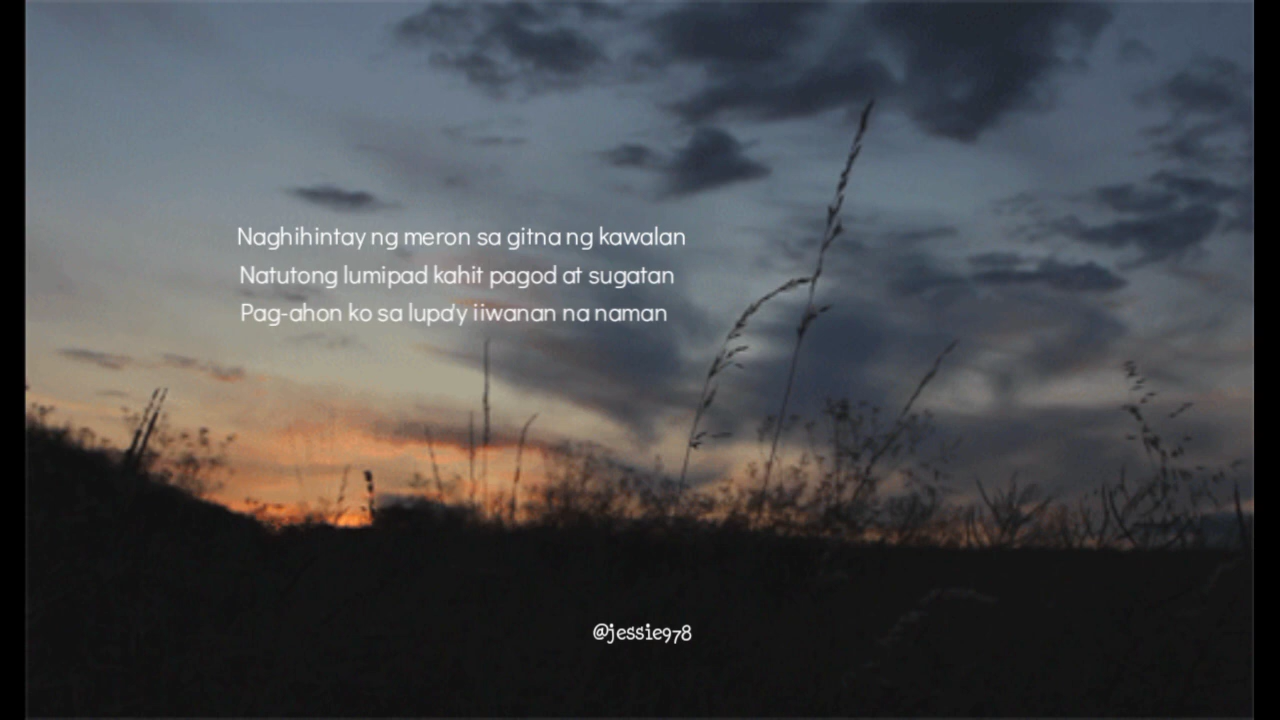 Naghihintay ng meron sa gitna ng kawalan
Natutong lumipad kahit pagod at sugatan
Pag-ahon ko sa lupa'y iiwanan na naman
@jessie978